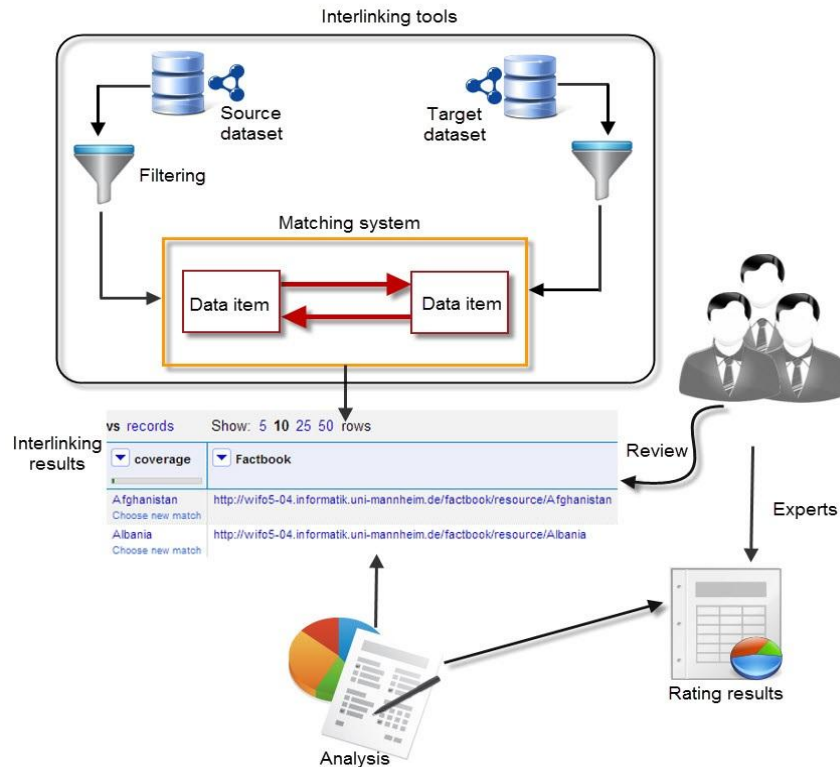 Interlinking tools
Source
dataset
Target
dataset
Filtering
Matching system
Data item
Data item
Interlinking
results
vs records Show: 5 10 25 50 rows
coverage Factbook
Afghanistan http://wifo5-04.informatik.uni-mannheim.de/factbook/resource/Afghanistan
Choose new match
Albania http://wifo5-04.informatik.uni-mannheim.de/factbook/resource/Albania
Choose new match
Review
Experts
Rating results
Analysis